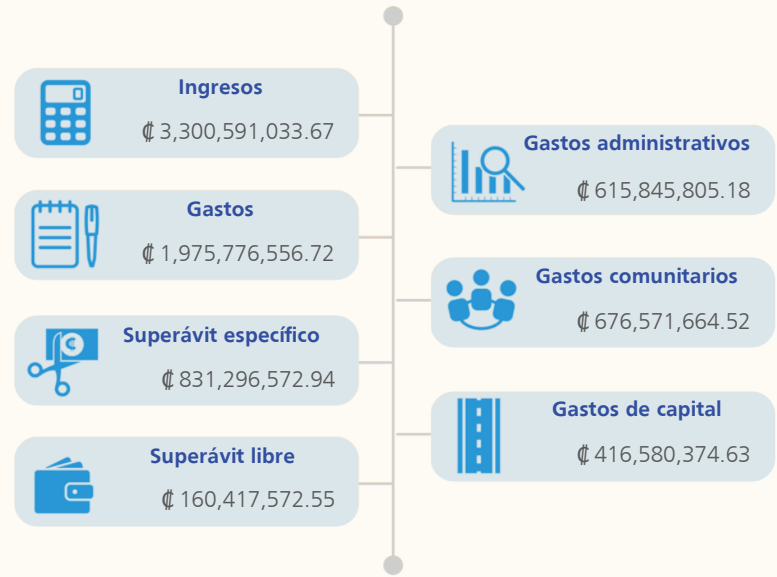 Ingresos
₡ 3,300,591,033.67
Gastos
₡ 1,975,776,556.72
Superávit específico
₡ 831,296,572.94
Superávit libre
₡ 160,417,572.55
Gastos administrativos
₡ 615,845,805.18
Gastos comunitarios
₡ 676,571,664.52
Gastos de capital
₡ 416,580,374.63